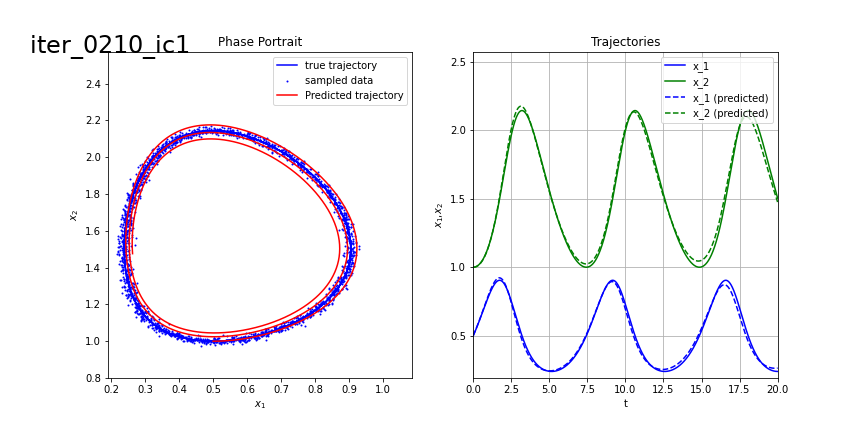 iter_0210_ic1
Phase Portrait
true trajectory
sampled data
Predicted trajectory
2.4
2.2
2.0
1.8
1.6
1.4
1.2
1.0
0.8
x₂
0.2 0.3 0.4 0.5 0.6 0.7 0.8 0.9 1.0
x₁
Trajectories
x_1
x_2
x_1 (predicted)
x_2 (predicted)
2.5
2.0
1.5
1.0
0.5
x₁,x₂
0.0 2.5 5.0 7.5 10.0 12.5 15.0 17.5 20.0
t